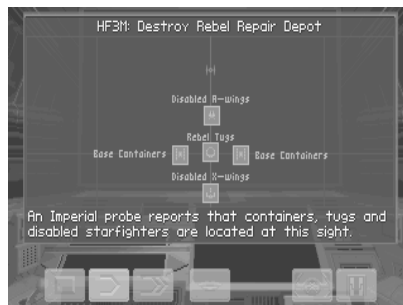 HF3M: Destroy Rebel Repair Depot
Disabled A-wings
Rebel Tugs
Base Containers
Base Containers
Disabled X-wings
An Imperial probe reports that containers, tugs and
disabled starfighters are located at this sight.